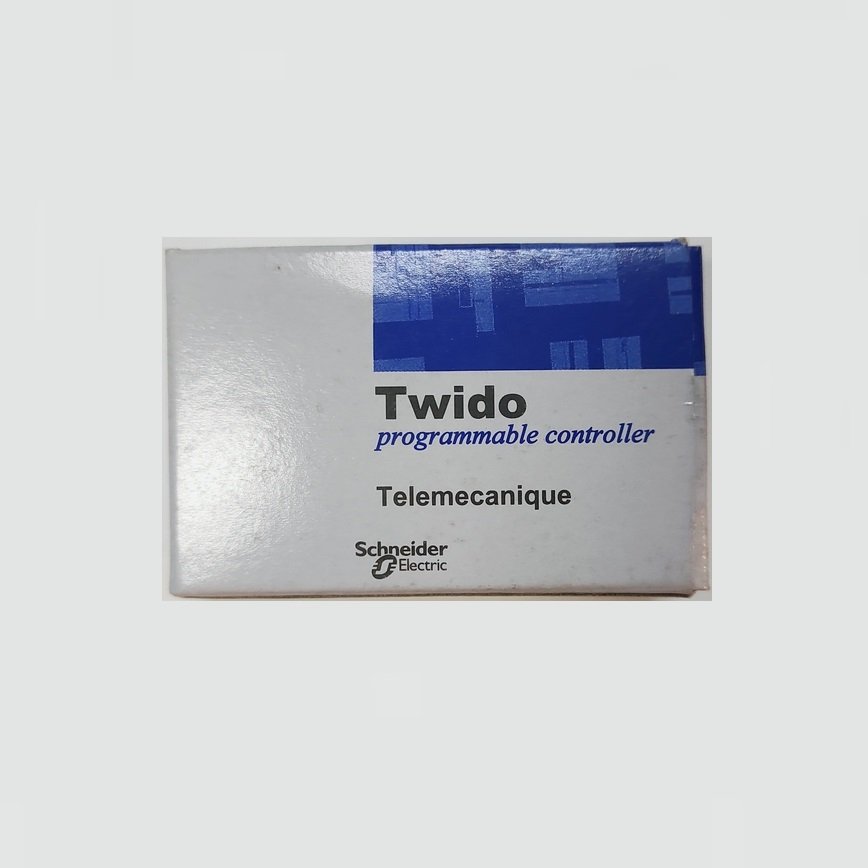 Twido
programmable controller
Telemecanique
Schneider
Electric